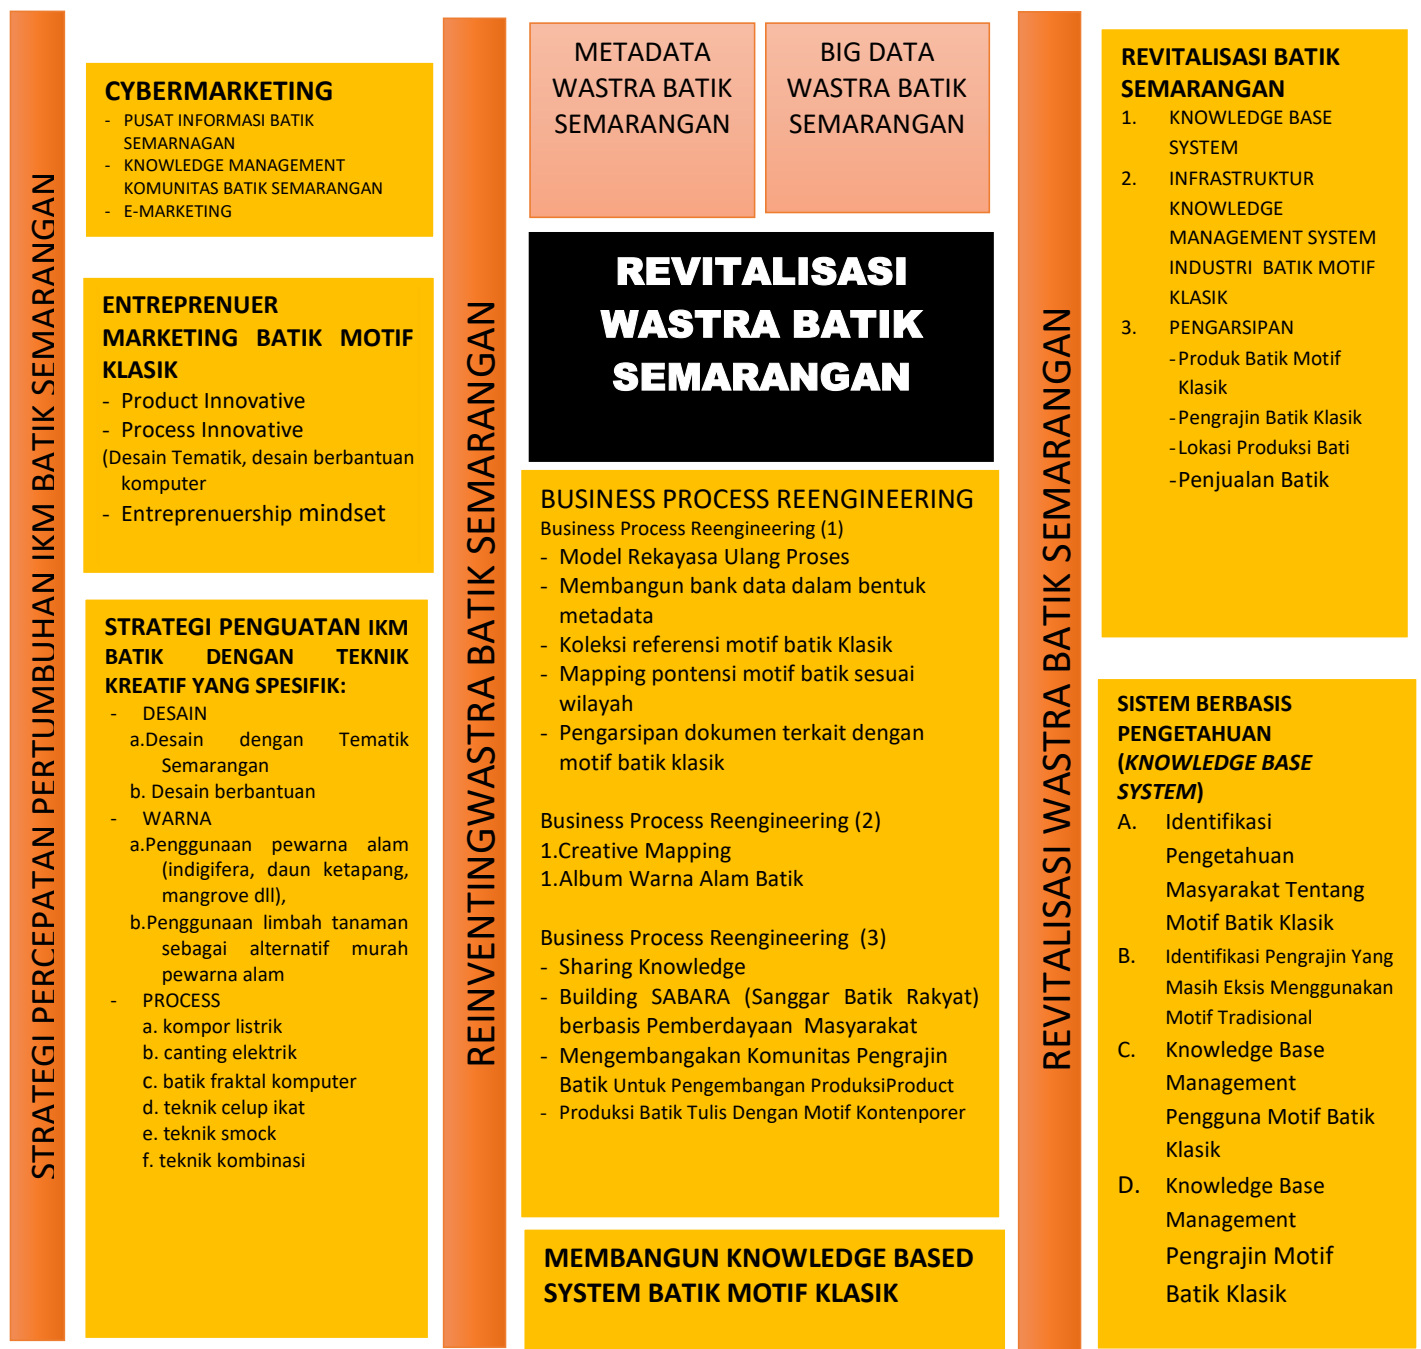 STRATEGI PERCEPATAN PERTUMBUHAN IKM BATIK SEMARANGAN
CYBERMARKETING
- PUSAT INFORMASI BATIK
SEMARNAGAN
- KNOWLEDGE MANAGEMENT
KOMUNITAS BATIK SEMARANGAN
- E-MARKETING
ENTREPRENUER
MARKETING BATIK MOTIF
KLASIK
- Product Innovative
- Process Innovative
(Desain Tematik, desain berbantuan
komputer
- Entreprenuership mindset
STRATEGI PENGUATAN IKM
BATIK DENGAN TEKNIK
KREATIF YANG SPESIFIK:
- DESAIN
a.Desain dengan Tematik
Semarangan
b. Desain berbantuan
- WARNA
a.Penggunaan pewarna alam
(indigifera, daun ketapang,
mangrove dll),
b.Penggunaan limbah tanaman
sebagai alternatif murah
pewarna alam
- PROCESS
a. kompor listrik
b. canting elektrik
c. batik fraktal komputer
d. teknik celup ikat
e. teknik smock
f. teknik kombinasi
REINVENTINGWASTRA BATIK SEMARANGAN
METADATA
WASTRA BATIK
SEMARANGAN
BIG DATA
WASTRA BATIK
SEMARANGAN
REVITALISASI
WASTRA BATIK
SEMARANGAN
BUSINESS PROCESS REENGINEERING
Business Process Reengineering (1)
- Model Rekayasa Ulang Proses
- Membangun bank data dalam bentuk
metadata
- Koleksi referensi motif batik Klasik
- Mapping pontensi motif batik sesuai
wilayah
- Pengarsipan dokumen terkait dengan
motif batik klasik
Business Process Reengineering (2)
1.Creative Mapping
1.Album Warna Alam Batik
Business Process Reengineering (3)
- Sharing Knowledge
- Building SABARA (Sanggar Batik Rakyat)
berbasis Pemberdayaan Masyarakat
- Mengembangakan Komunitas Pengrajin
Batik Untuk Pengembangan ProduksiProduct
- Produksi Batik Tulis Dengan Motif Kontenporer
MEMBANGUN KNOWLEDGE BASED
SYSTEM BATIK MOTIF KLASIK
REVITALISASI WASTRA BATIK SEMARANGAN
REVITALISASI BATIK
SEMARANGAN
1. KNOWLEDGE BASE
SYSTEM
2. INFRASTRUKTUR
KNOWLEDGE
MANAGEMENT SYSTEM
INDUSTRI BATIK MOTIF
KLASIK
3. PENGARSIPAN
-Produk Batik Motif
Klasik
-Pengrajin Batik Klasik
-Lokasi Produksi Bati
-Penjualan Batik
SISTEM BERBASIS
PENGETAHUAN
(KNOWLEDGE BASE
SYSTEM)
A. Identifikasi
Pengetahuan
Masyarakat Tentang
Motif Batik Klasik
B. Identifikasi Pengrajin Yang
Masih Eksis Menggunakan
Motif Tradisional
C. Knowledge Base
Management
Pengguna Motif Batik
Klasik
D. Knowledge Base
Management
Pengrajin Motif
Batik Klasik